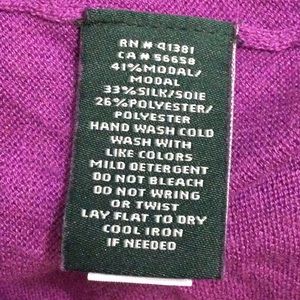 RN # 41381
CA # 56658
41% MODAL/
MODAL
33% SILK/SOIE
26% POLYESTER/
POLYESTER
HAND WASH COLD
WASH WITH
LIKE COLORS
MILD DETERGENT
DO NOT BLEACH
DO NOT WRING
OR TWIST
LAY FLAT TO DRY
COOL IRON
IF NEEDED